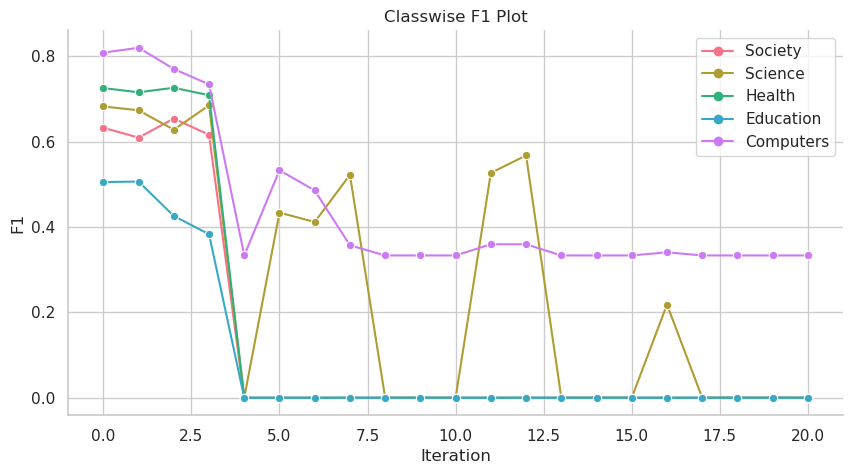 Classwise F1 Plot
Society
Science
Health
Education
Computers
F1
0.8
0.6
0.4
0.2
0.0
0.0 2.5 5.0 7.5 10.0 12.5 15.0 17.5 20.0
Iteration